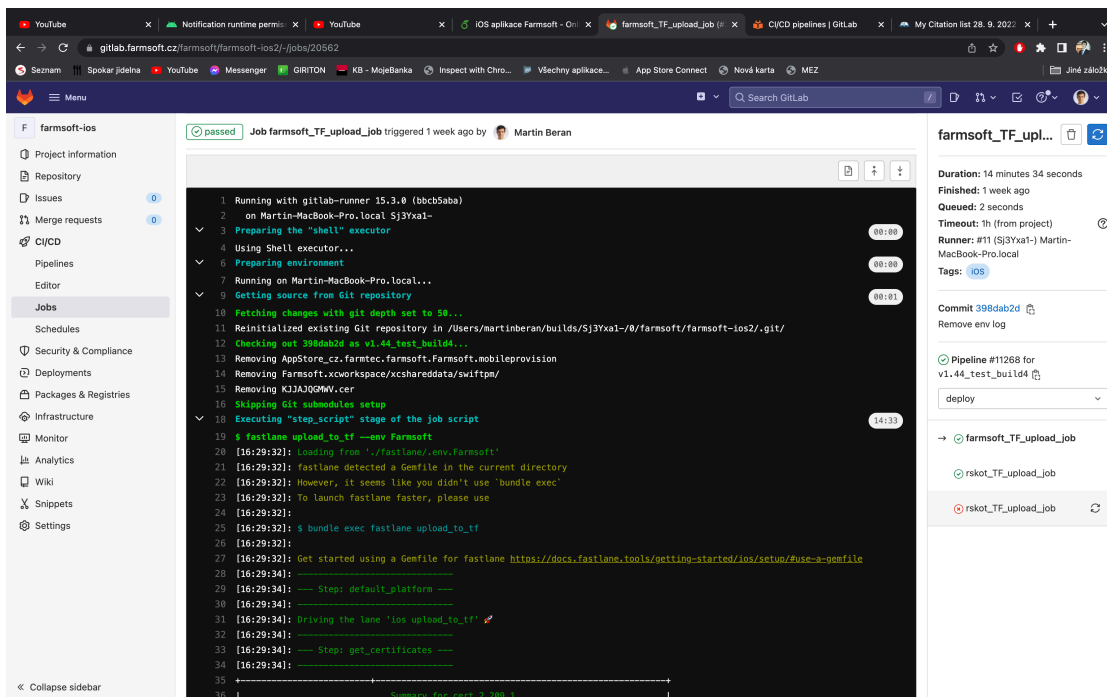 YouTube
Notification runtime permis
YouTube
iOS aplikace Farmsoft - Onl
farmsoft_TF_upload_job (#
CI/CD pipelines | GitLab
My Citation list 28. 9. 2022
gitlab.farmsoft.cz/farmsoft/farmsoft-ios2/-/jobs/20562
Seznam
Spokar jidelna
YouTube
Messenger
GIRITON
KB - MojeBanka
Inspect with Chro...
Všechny aplikace...
App Store Connect
Nová karta
MEZ
Jiné záložk
Menu
Search GitLab
/
F farmsoft-ios
Project information
Repository
Issues 0
Merge requests 0
CI/CD
Pipelines
Editor
Jobs
Schedules
Security & Compliance
Deployments
Packages & Registries
Infrastructure
Monitor
Analytics
Wiki
Snippets
Settings
« Collapse sidebar
passed Job farmsoft_TF_upload_job triggered 1 week ago by Martin Beran
1 Running with gitlab-runner 15.3.0 (bbcb5aba)
2 on Martin-MacBook-Pro.local Sj3Yxa1-
3 Preparing the "shell" executor 00:00
4 Using Shell executor...
6 Preparing environment 00:00
7 Running on Martin-MacBook-Pro.local...
9 Getting source from Git repository 00:01
10 Fetching changes with git depth set to 50...
11 Reinitialized existing Git repository in /Users/martinberan/builds/Sj3Yxa1-/0/farmsoft/farmsoft-ios2/.git/
12 Checking out 398dab2d as v1.44_test_build4...
13 Removing AppStore_cz.farmtec.farmsoft.Farmsoft.mobileprovision
14 Removing Farmsoft.xcworkspace/xcshareddata/swiftpm/
15 Removing KJJAJQGMWV.cer
16 Skipping Git submodules setup
18 Executing "step_script" stage of the job script 14:33
19 $ fastlane upload_to_tf --env Farmsoft
20 [16:29:32]: Loading from './fastlane/.env.Farmsoft'
21 [16:29:32]: fastlane detected a Gemfile in the current directory
22 [16:29:32]: However, it seems like you didn't use `bundle exec`
23 [16:29:32]: To launch fastlane faster, please use
24 [16:29:32]:
25 [16:29:32]: $ bundle exec fastlane upload_to_tf
26 [16:29:32]:
27 [16:29:32]: Get started using a Gemfile for fastlane https://docs.fastlane.tools/getting-started/ios/setup/#use-a-gemfile
28 [16:29:34]: ------------------------------
29 [16:29:34]: --- Step: default_platform ---
30 [16:29:34]: ------------------------------
31 [16:29:34]: Driving the lane 'ios upload_to_tf' 🚀
32 [16:29:34]: ------------------------------
33 [16:29:34]: --- Step: get_certificates ---
34 [16:29:34]: ------------------------------
35 +-------------------------+---------------------------------------------------------+
36 | Summary for cert 2.209.1
farmsoft_TF_upl...
Duration: 14 minutes 34 seconds
Finished: 1 week ago
Queued: 2 seconds
Timeout: 1h (from project)
Runner: #11 (Sj3Yxa1-) Martin-
MacBook-Pro.local
Tags: iOS
Commit 398dab2d
Remove env log
Pipeline #11268 for
v1.44_test_build4
deploy
→ farmsoft_TF_upload_job
rskot_TF_upload_job
rskot_TF_upload_job